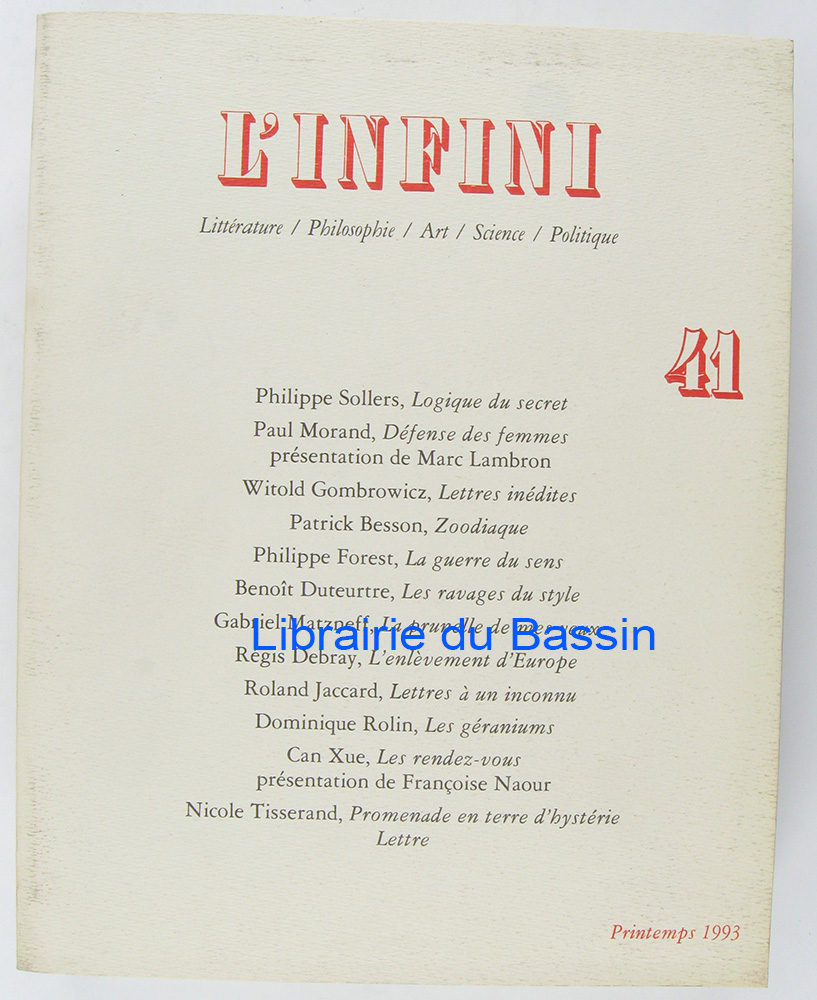 L'INFINI
Littérature / Philosophie / Art / Science / Politique
41
Philippe Sollers, Logique du secret
Paul Morand, Défense des femmes
présentation de Marc Lambron
Witold Gombrowicz, Lettres inédites
Patrick Besson, Zoodiaque
Philippe Forest, La guerre du sens
Benoît Duteurtre, Les ravages du style
Gabriel Matzneff, La prunelle de mes yeux
Librairie du Bassin
Régis Debray, L'enlèvement d'Europe
Roland Jaccard, Lettres à un inconnu
Dominique Rolin, Les géraniums
Can Xue, Les rendez-vous
présentation de Françoise Naour
Nicole Tisserand, Promenade en terre d'hystérie
Lettre
Printemps 1993